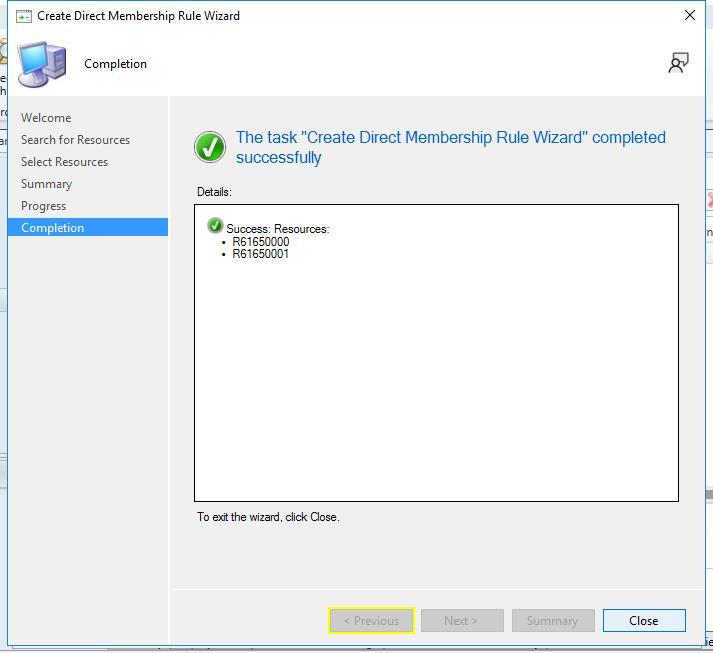 Create Direct Membership Rule Wizard
Completion
Welcome
Search for Resources
Select Resources
Summary
Progress
Completion
The task "Create Direct Membership Rule Wizard" completed
successfully
Details:
Success: Resources:
• R61650000
• R61650001
To exit the wizard, click Close.
< Previous
Next >
Summary
Close